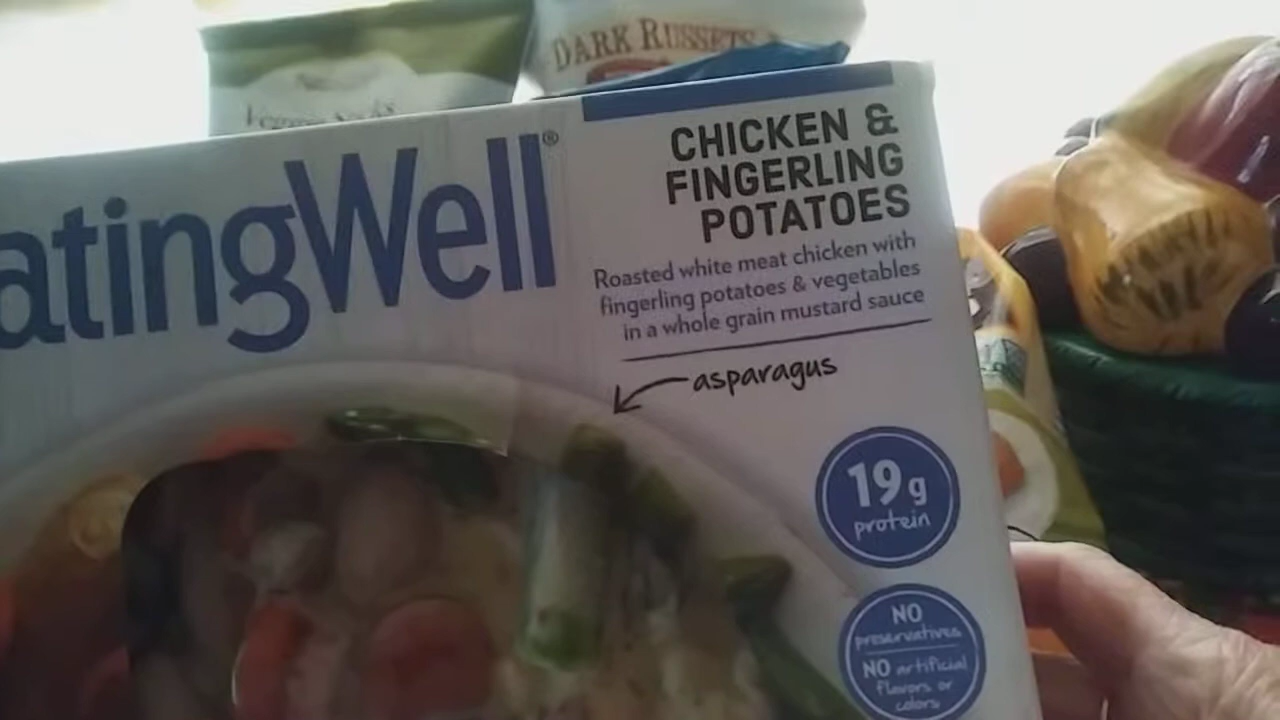 DARK RUSSETS
Veggie
atingWell®
CHICKEN &
FINGERLING
POTATOES
Roasted white meat chicken with
fingerling potatoes & vegetables
in a whole grain mustard sauce
asparagus
19g
protein
NO
preservatives
NO artificial
flavors or
colors